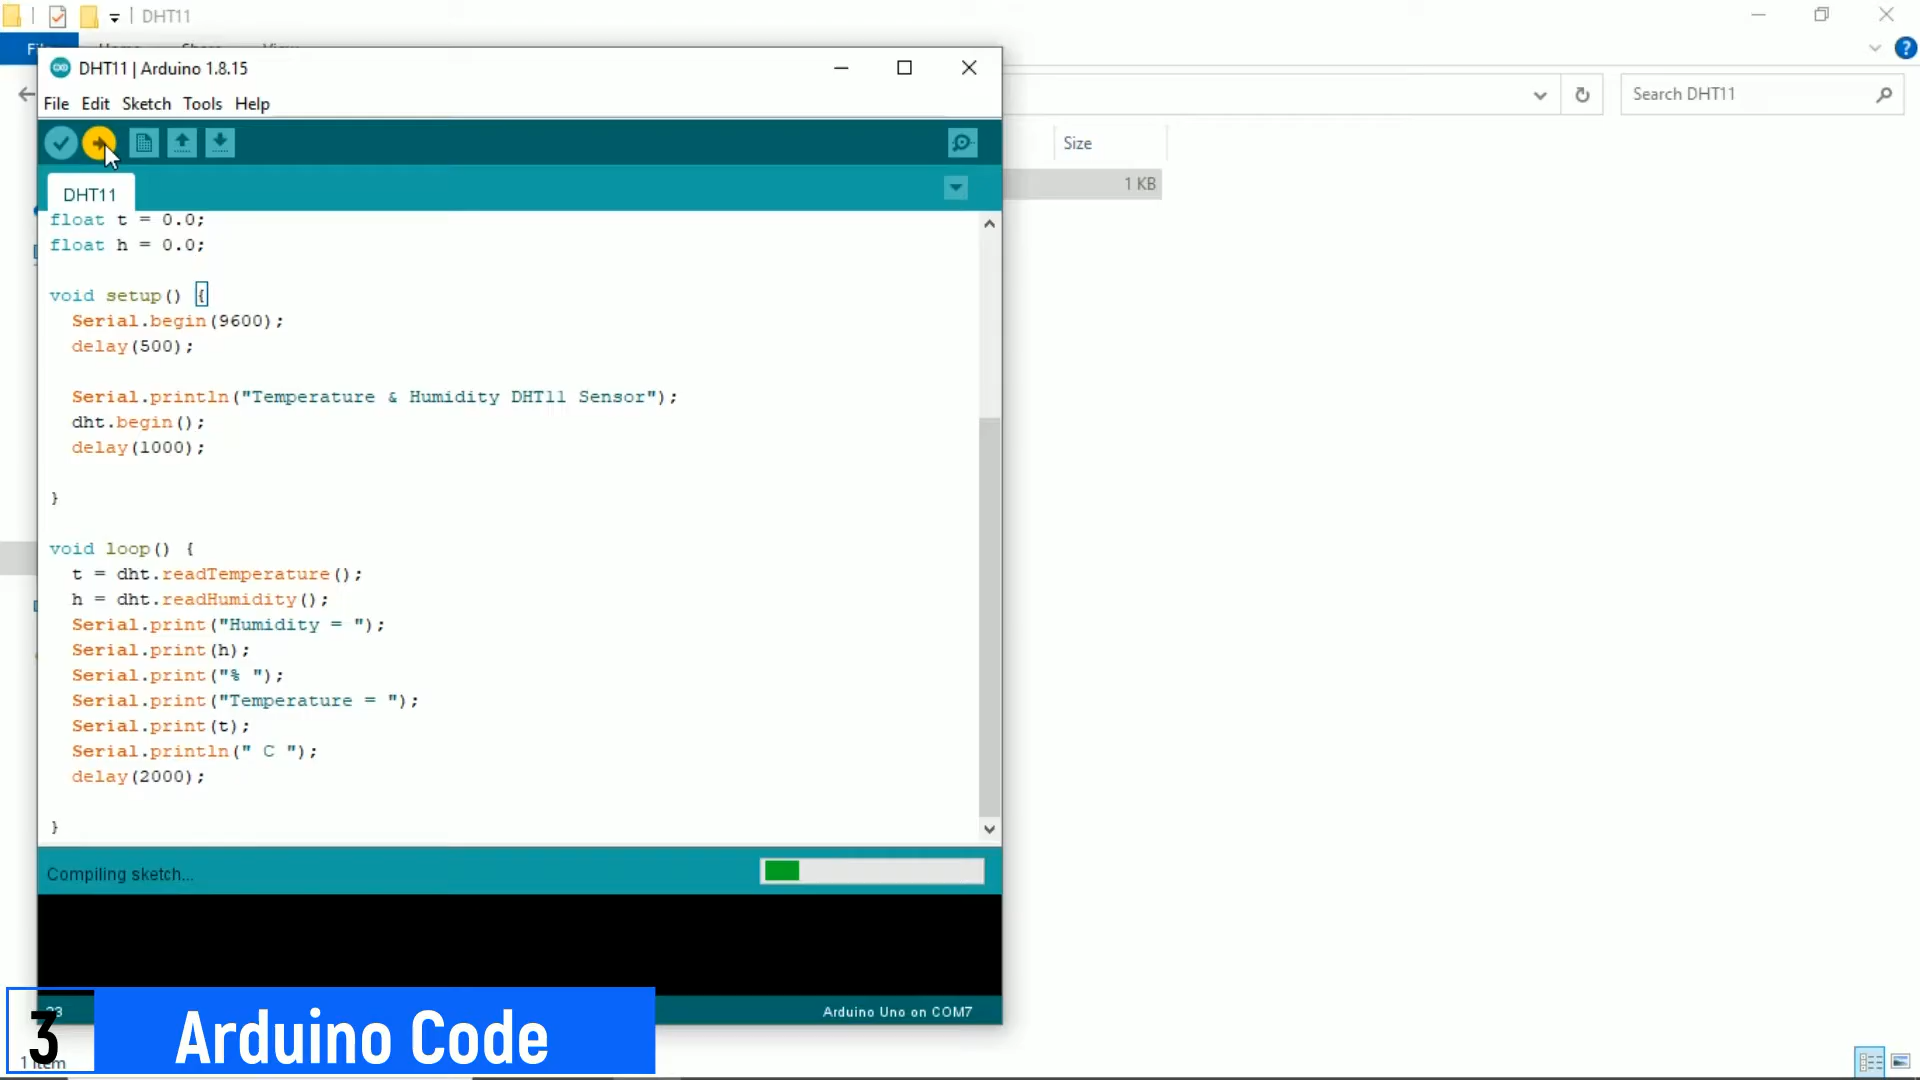 DHT11
DHT11 | Arduino 1.8.15
File Edit Sketch Tools Help
Search DHT11
Size
1 KB
DHT11
float t = 0.0;
float h = 0.0;
void setup() {
Serial.begin(9600);
delay(500);
Serial.println("Temperature & Humidity DHT11 Sensor");
dht.begin();
delay(1000);
}
void loop() {
t = dht.readTemperature();
h = dht.readHumidity();
Serial.print("Humidity = ");
Serial.print(h);
Serial.print("% ");
Serial.print("Temperature = ");
Serial.print(t);
Serial.println(" C ");
delay(2000);
}
Compiling sketch...
Arduino Uno on COM7
3 Arduino Code
1 item